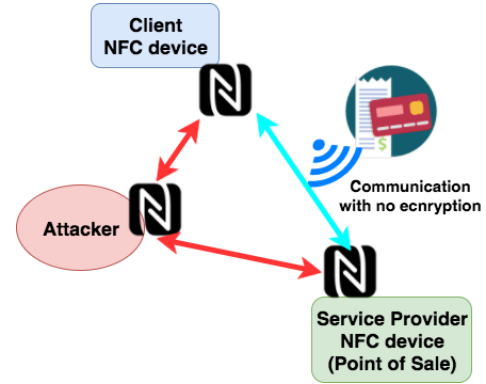 Client
NFC device
Communication
with no ecnryption
Attacker
Service Provider
NFC device
(Point of Sale)